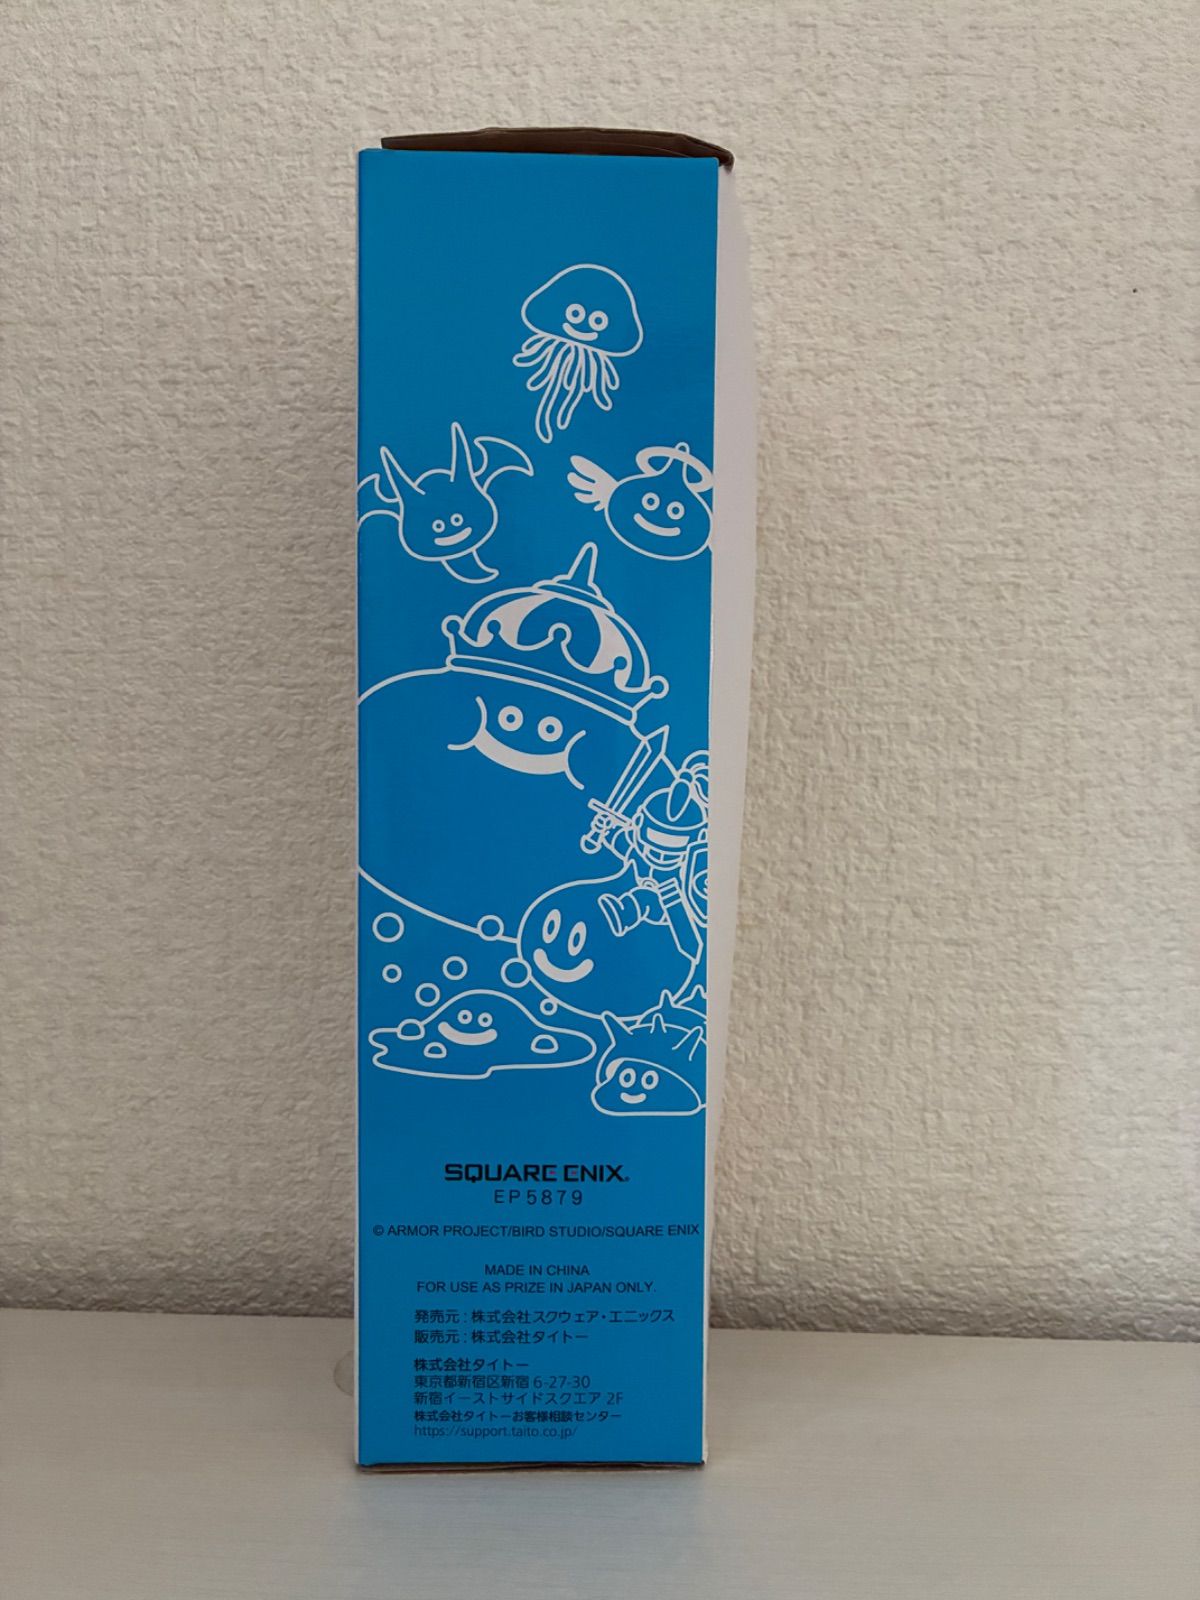 SQUARE ENIX®
EP5879
© ARMOR PROJECT/BIRD STUDIO/SQUARE ENIX
MADE IN CHINA
FOR USE AS PRIZE IN JAPAN ONLY.
発売元:株式会社スクウェア・エニックス
販売元:株式会社タイトー
株式会社タイトー
東京都新宿区新宿 6-27-30
新宿イーストサイドスクエア 2F
株式会社タイトーお客様相談センター
https://support.taito.co.jp/